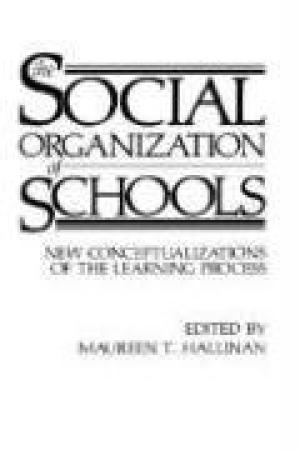 The
SOCIAL
ORGANIZATION
of
SCHOOLS
NEW CONCEPTUALIZATIONS
OF THE LEARNING PROCESS
EDITED BY
MAUREEN T. HALLINAN